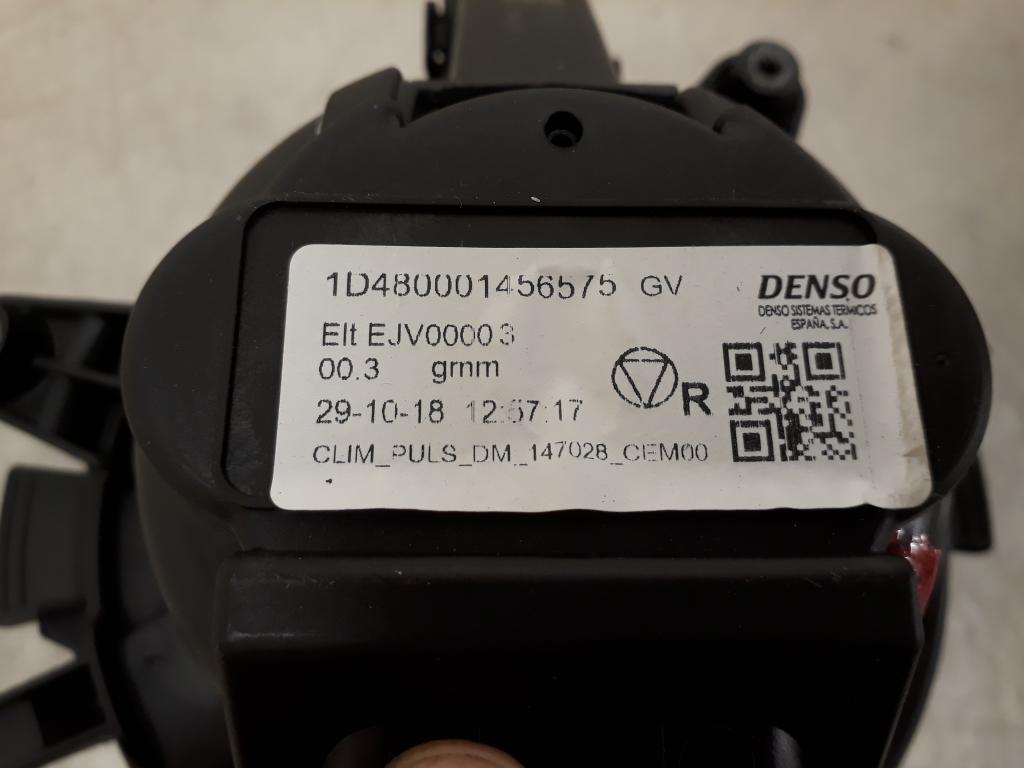 1D480001456575 GV
DENSO
DENSO SISTEMAS TERMICOS
ESPAÑA, S.A.
Elt EJV00003
00.3 grmm
29-10-18 12:57:17
R
CLIM_PULS_DM_147028_CEM00